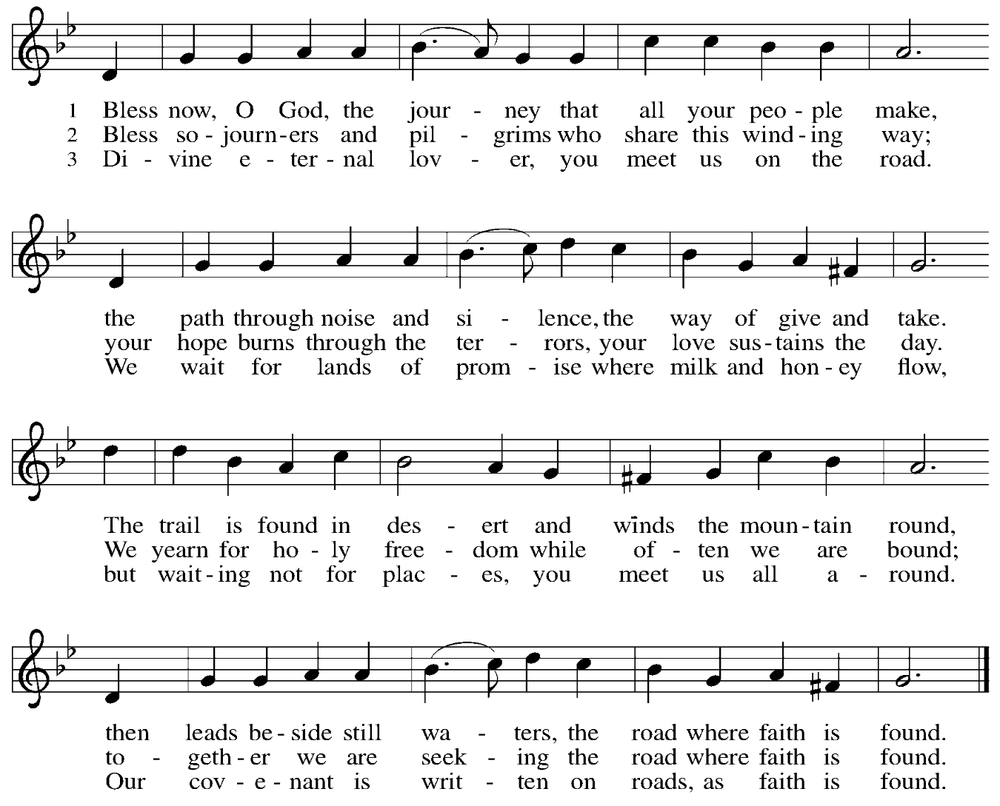 1 Bless now, O God, the jour - ney that all your peo - ple make,
2 Bless so - journ - ers and pil - grims who share this wind - ing way;
3 Di - vine e - ter - nal lov - er, you meet us on the road.
the path through noise and si - lence, the way of give and take.
your hope burns through the ter - rors, your love sus - tains the day.
We wait for lands of prom - ise where milk and hon - ey flow,
The trail is found in des - ert and winds the moun - tain round,
We yearn for ho - ly free - dom while of - ten we are bound;
but wait - ing not for plac - es, you meet us all a - round.
then leads be - side still wa - ters, the road where faith is found.
to - geth - er we are seek - ing the road where faith is found.
Our cov - e - nant is writ - ten on roads, as faith is found.